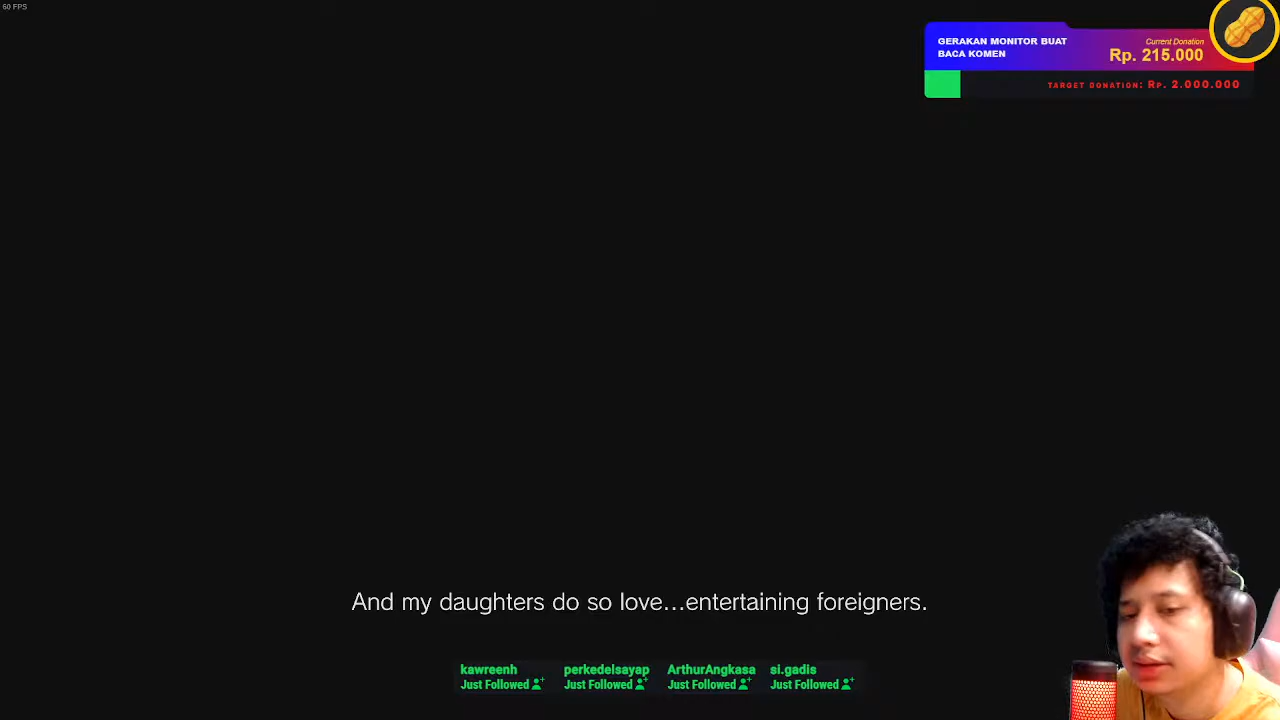 60 FPS
GERAKAN MONITOR BUAT
BACA KOMEN
Current Donation
Rp. 215.000
TARGET DONATION: RP. 2.000.000
And my daughters do so love...entertaining foreigners.
kawreenh
Just Followed
perkedelsayap
Just Followed
ArthurAngkasa
Just Followed
si.gadis
Just Followed